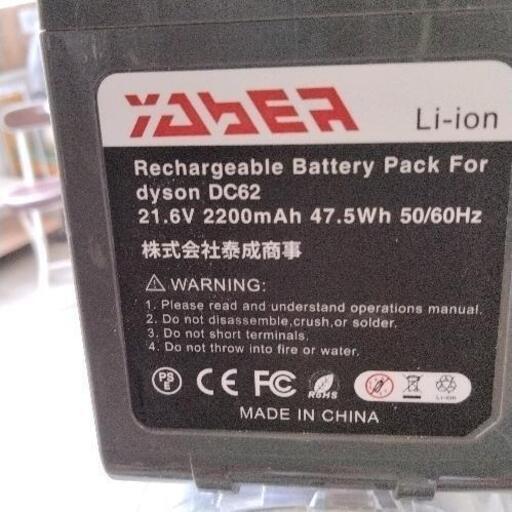 YABER
Li-ion
Rechargeable Battery Pack For
dyson DC62
21.6V 2200mAh 47.5Wh 50/60Hz
株式会社泰成商事
⚠ WARNING:
1. Please read and understand operations manual.
2. Do not disassemble,crush,or solder.
3. Do not short terminals.
4. Do not throw into fire or water.
PS E CE FC RoHS Li-ion
MADE IN CHINA